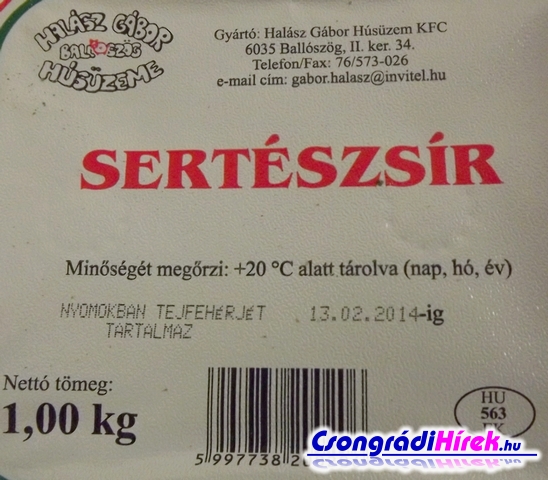 HALÁSZ GÁBOR
BALLÓSZÖG
HÚSÜZEME
Gyártó: Halász Gábor Húsüzem KFC
6035 Ballószög, II. ker. 34.
Telefon/Fax: 76/573-026
e-mail cím: gabor.halasz@invitel.hu
SERTÉSZSÍR
Minőségét megőrzi: +20 °C alatt tárolva (nap, hó, év)
NYOMOKBAN TEJFEHÉRJÉT 13.02.2014-ig
TARTALMAZ
Nettó tömeg:
1,00 kg
HU
563
CsongrádiHírek.hu
5 997738